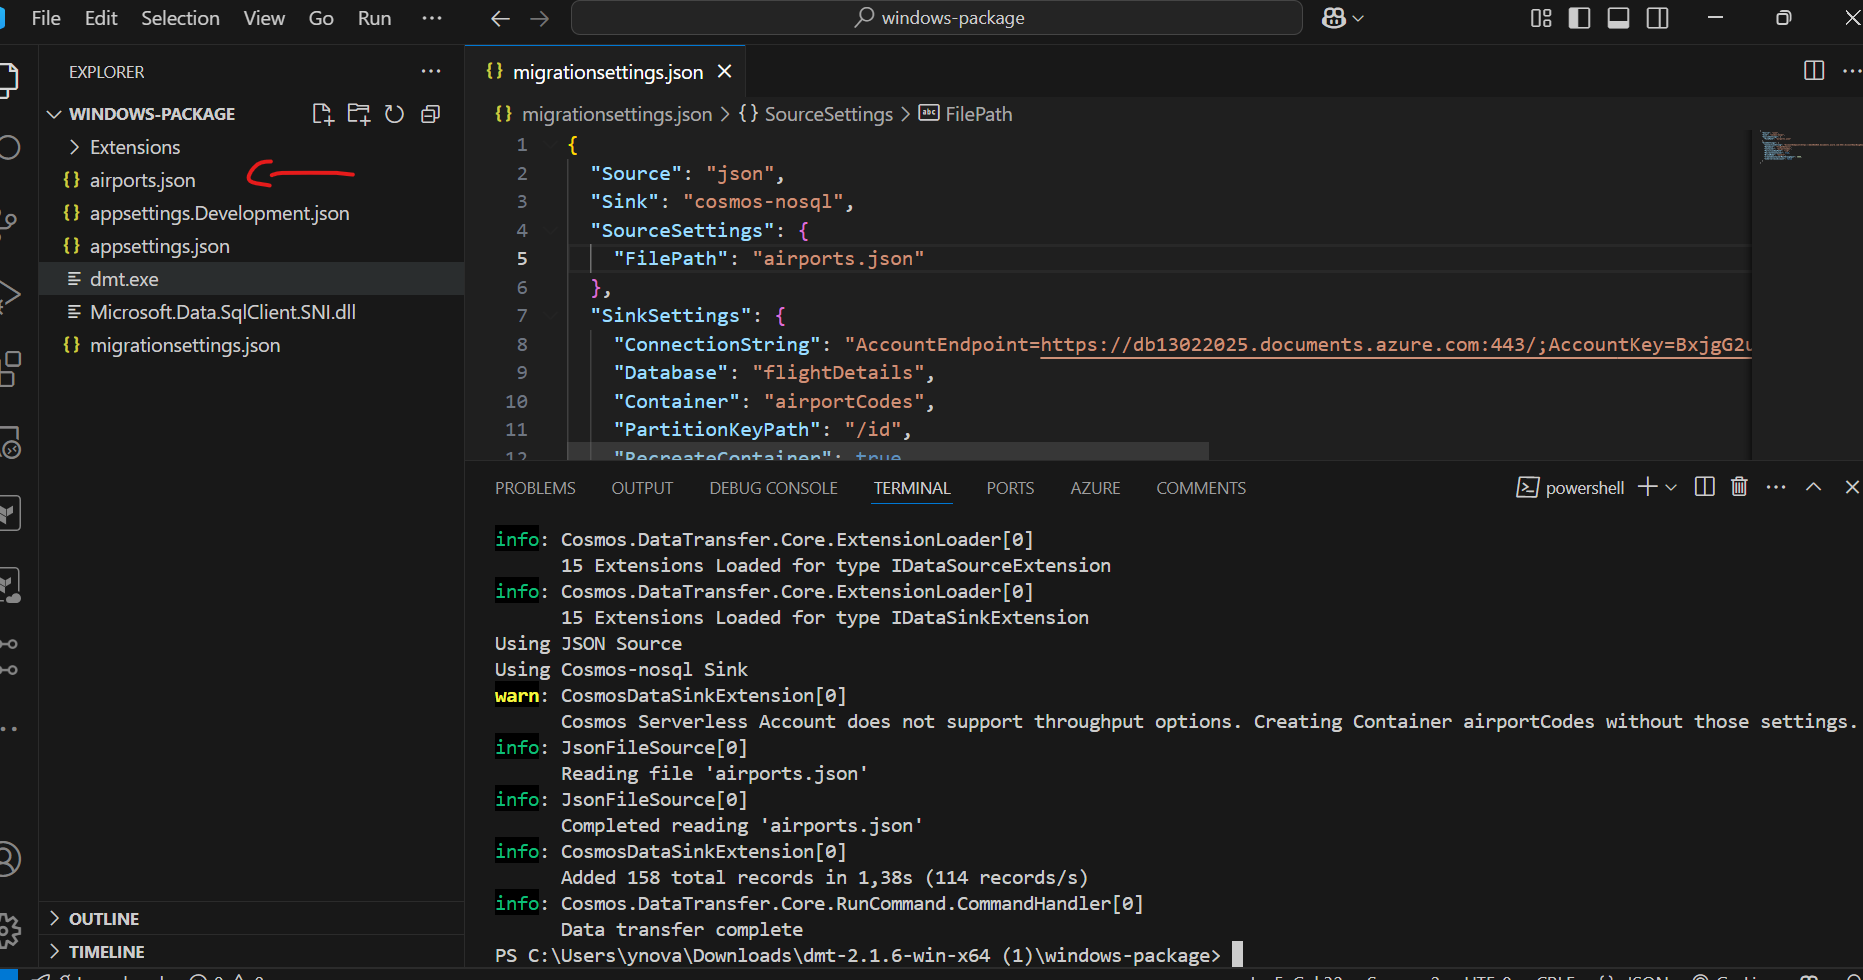 File Edit Selection View Go Run ···
windows-package
EXPLORER
WINDOWS-PACKAGE
Extensions
airports.json
appsettings.Development.json
appsettings.json
dmt.exe
Microsoft.Data.SqlClient.SNI.dll
migrationsettings.json
OUTLINE
TIMELINE
migrationsettings.json
migrationsettings.json > {} SourceSettings > abc FilePath
1 {
2 "Source": "json",
3 "Sink": "cosmos-nosql",
4 "SourceSettings": {
5 "FilePath": "airports.json"
6 },
7 "SinkSettings": {
8 "ConnectionString": "AccountEndpoint=https://db13022025.documents.azure.com:443/;AccountKey=BxjgG2u
9 "Database": "flightDetails",
10 "Container": "airportCodes",
11 "PartitionKeyPath": "/id",
12 "RecreateContainer": true
PROBLEMS OUTPUT DEBUG CONSOLE TERMINAL PORTS AZURE COMMENTS
powershell
info: Cosmos.DataTransfer.Core.ExtensionLoader[0]
15 Extensions Loaded for type IDataSourceExtension
info: Cosmos.DataTransfer.Core.ExtensionLoader[0]
15 Extensions Loaded for type IDataSinkExtension
Using JSON Source
Using Cosmos-nosql Sink
warn: CosmosDataSinkExtension[0]
Cosmos Serverless Account does not support throughput options. Creating Container airportCodes without those settings.
info: JsonFileSource[0]
Reading file 'airports.json'
info: JsonFileSource[0]
Completed reading 'airports.json'
info: CosmosDataSinkExtension[0]
Added 158 total records in 1,38s (114 records/s)
info: Cosmos.DataTransfer.Core.RunCommand.CommandHandler[0]
Data transfer complete
PS C:\Users\ynova\Downloads\dmt-2.1.6-win-x64 (1)\windows-package>